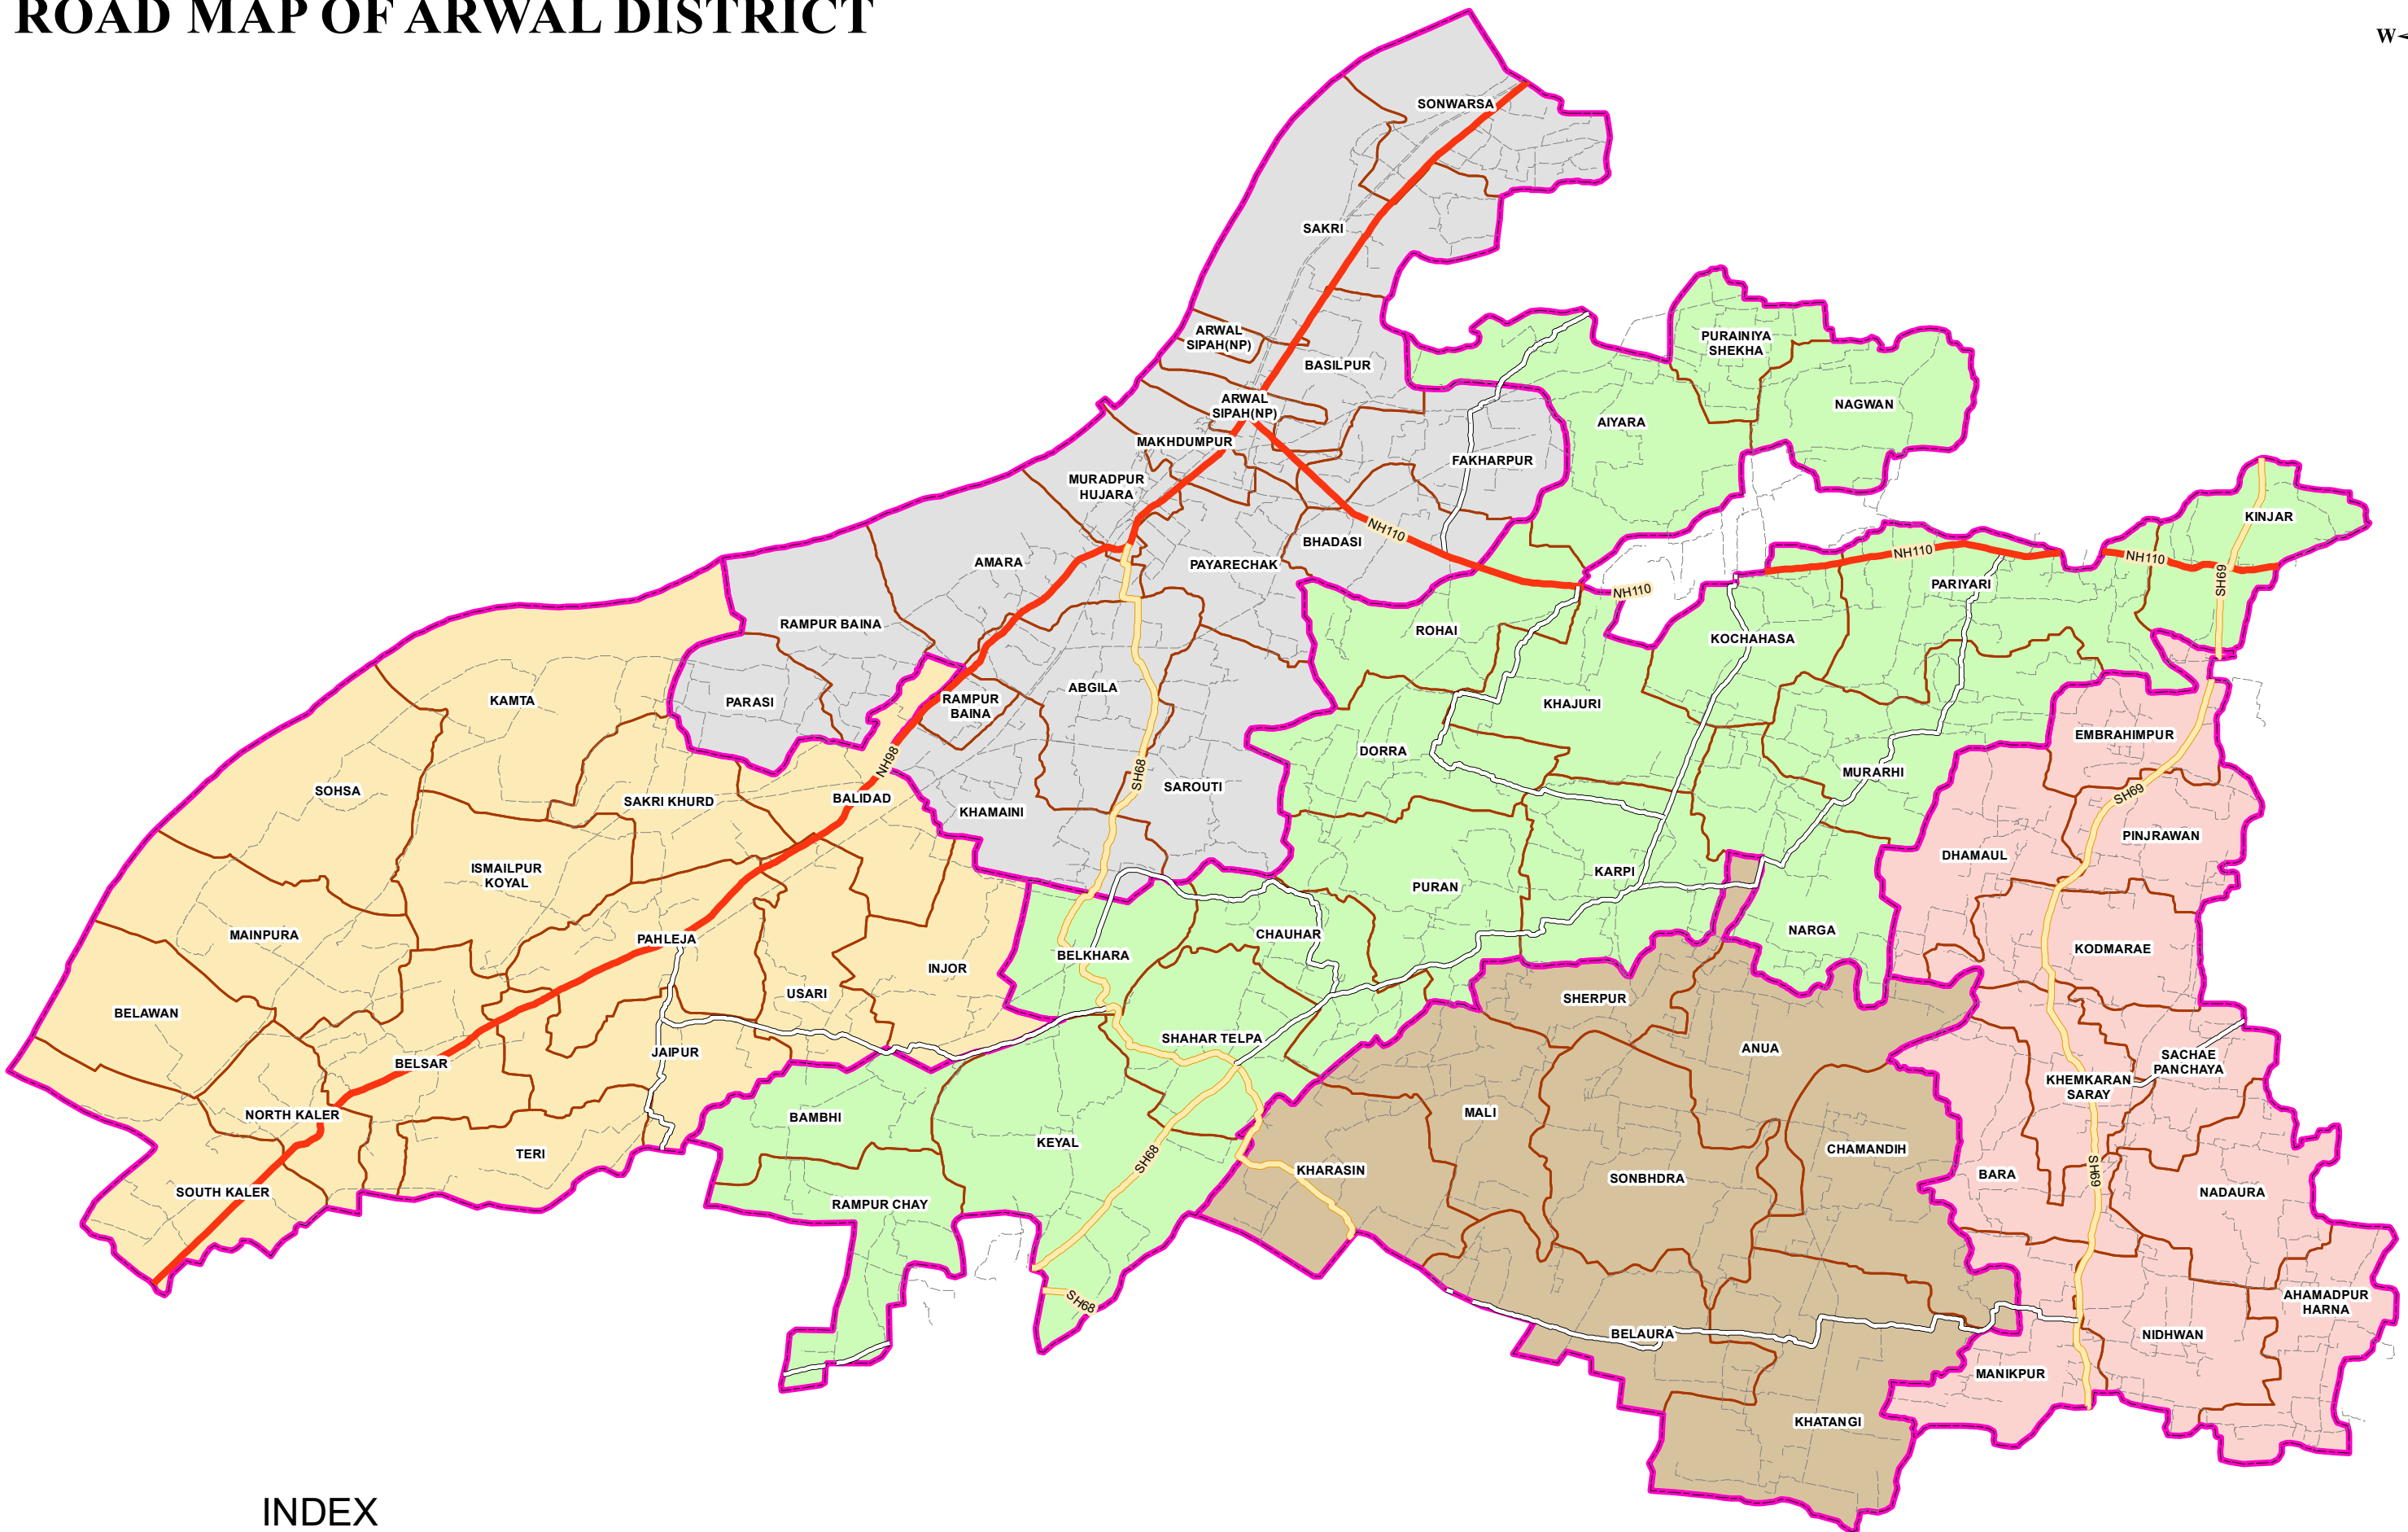 ROAD MAP OF ARWAL DISTRICT
W
SONWARSA
SAKRI
ARWAL
SIPAH(NP)
BASILPUR
PURAINIYA
SHEKHA
NAGWAN
ARWAL
SIPAH(NP)
AIYARA
MAKHDUMPUR
FAKHARPUR
MURADPUR
HUJARA
KINJAR
NH110
BHADASI
AMARA
PAYARECHAK
NH110
NH110
PARIYARI
SH69
NH110
RAMPUR BAINA
ROHAI
KOCHAHASA
KAMTA
PARASI
RAMPUR
BAINA
ABGILA
KHAJURI
EMBRAHIMPUR
DORRA
NH98
SH68
SOHSA
SAKRI KHURD
BALIDAD
KHAMAINI
SAROUTI
MURARHI
SH69
PINJRAWAN
ISMAILPUR
KOYAL
DHAMAUL
KARPI
PURAN
MAINPURA
PAHLEJA
CHAUHAR
NARGA
BELKHARA
KODMARAE
INJOR
USARI
BELAWAN
SHERPUR
SHAHAR TELPA
ANUA
JAIPUR
BELSAR
SACHAE
PANCHAYA
KHEMKARAN
SARAY
NORTH KALER
BAMBHI
MALI
KEYAL
TERI
SH68
KHARASIN
CHAMANDIH
SONBHDRA
BARA
SH69
NADAURA
SOUTH KALER
RAMPUR CHAY
SH68
AHAMADPUR
HARNA
BELAURA
NIDHWAN
MANIKPUR
KHATANGI
INDEX